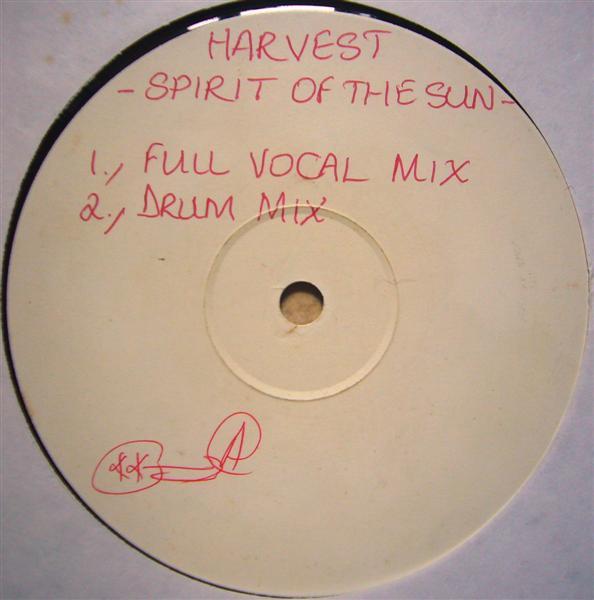 HARVEST
- SPIRIT OF THE SUN -
1., FULL VOCAL MIX
2., DRUM MIX
A